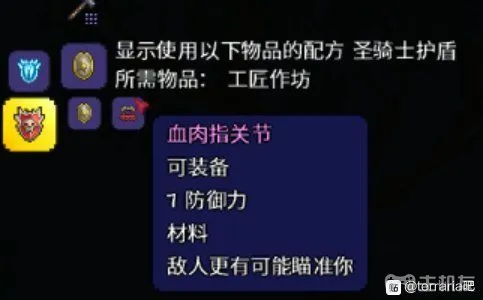 显示使用以下物品的配方 圣骑士护盾
所需物品： 工匠作坊
血肉指关节
可装备
7 防御力
材料
敌人更有可能瞄准你
@terraria吧